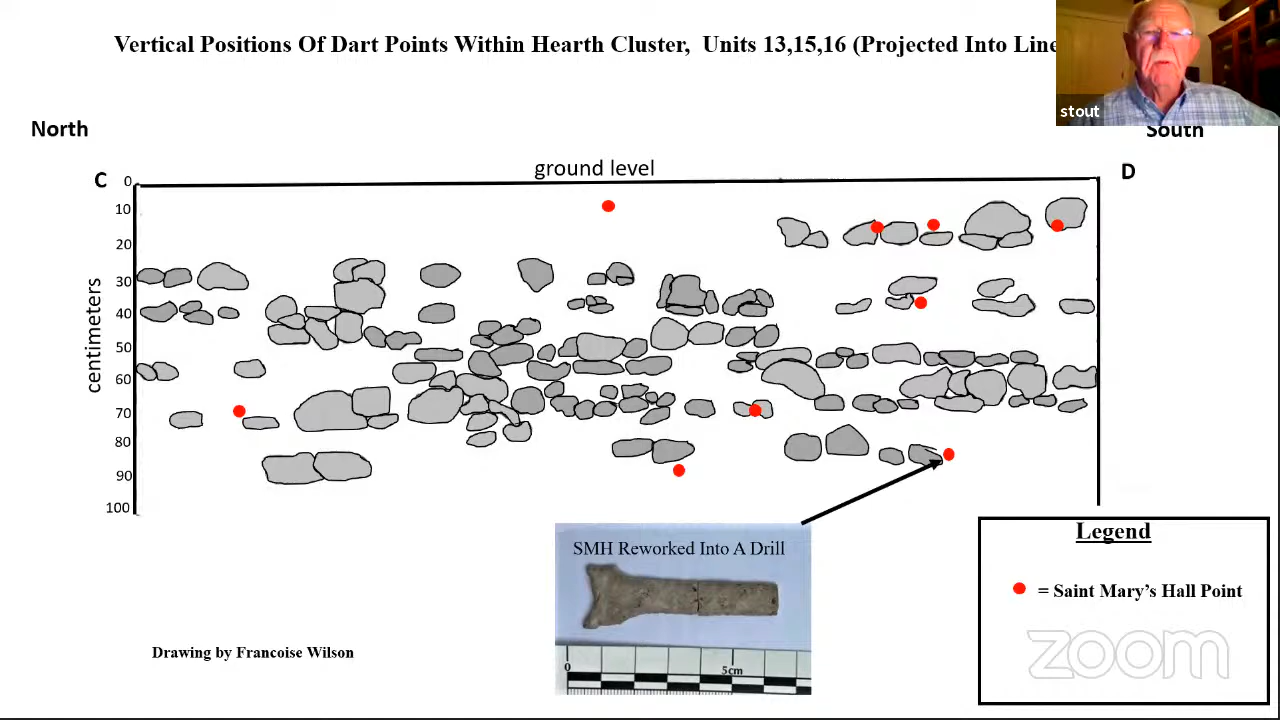 Vertical Positions Of Dart Points Within Hearth Cluster, Units 13,15,16 (Projected Into Line
stout
North
South
ground level
C
D
0
10
20
30
40
50
60
70
80
90
100
centimeters
SMH Reworked Into A Drill
0
5cm
Legend
= Saint Mary's Hall Point
Drawing by Francoise Wilson
zoom